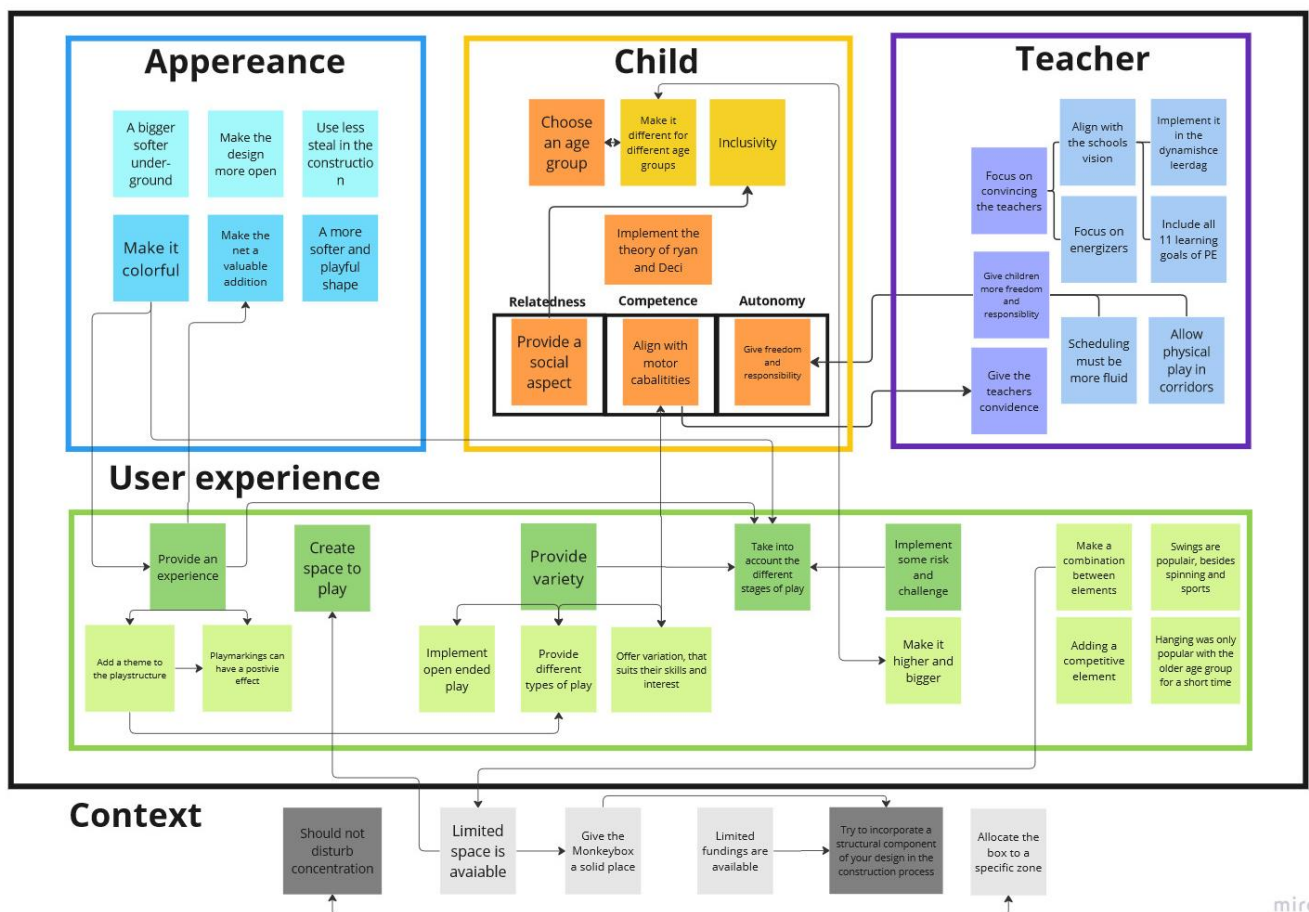 Appereance
A bigger
softer
under-
ground
Make the
design
more open
Use less
steal in the
constructio
n
Make it
colorful
Make the
net a
valuable
addition
A more
softer and
playful
shape
Child
Choose
an age
group
Make it
different for
different age
groups
Inclusivity
Implement the
theory of ryan
and Deci
Relatedness
Competence
Autonomy
Provide a
social
aspect
Align with
motor
cabalitities
Give freedom
and
responsibility
Teacher
Focus on
convincing
the teachers
Align with
the schools
vision
Implement it
in the
dynamishce
leerdag
Focus on
energizers
Include all
11 learning
goals of PE
Give children
more freedom
and
responsiblity
Scheduling
must be
more fluid
Allow
physical
play in
corridors
Give the
teachers
convidence
User experience
Provide an
experience
Create
space to
play
Provide
variety
Take into
account the
different
stages of play
Implement
some risk
and
challenge
Make a
combination
between
elements
Swings are
populair, besides
spinning and
sports
Add a theme to
the playstructure
Playmarkings can
have a postivie
effect
Implement
open ended
play
Provide
different
types of play
Offer variation, that
suits their skills and
interest
Make it
higher and
bigger
Adding a
competitive
element
Hanging was only
popular with the
older age group
for a short time
Context
Should not
disturb
concentration
Limited
space is
avaiable
Give the
Monkeybox
a solid place
Limited
fundings are
available
Try to incorporate a
structural component
of your design in the
construction process
Allocate the
box to a
specific zone